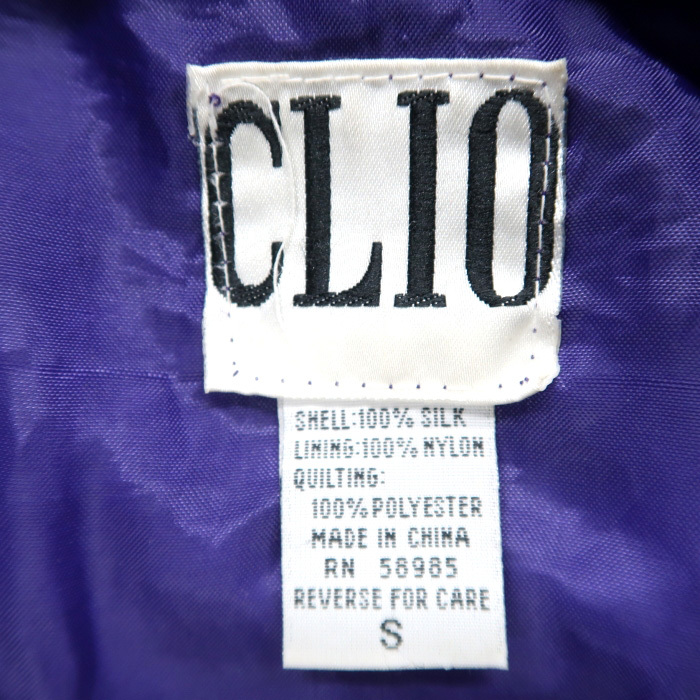 CLIO
SHELL:100% SILK
LINING:100% NYLON
QUILTING:
100% POLYESTER
MADE IN CHINA
RN 58985
REVERSE FOR CARE
S